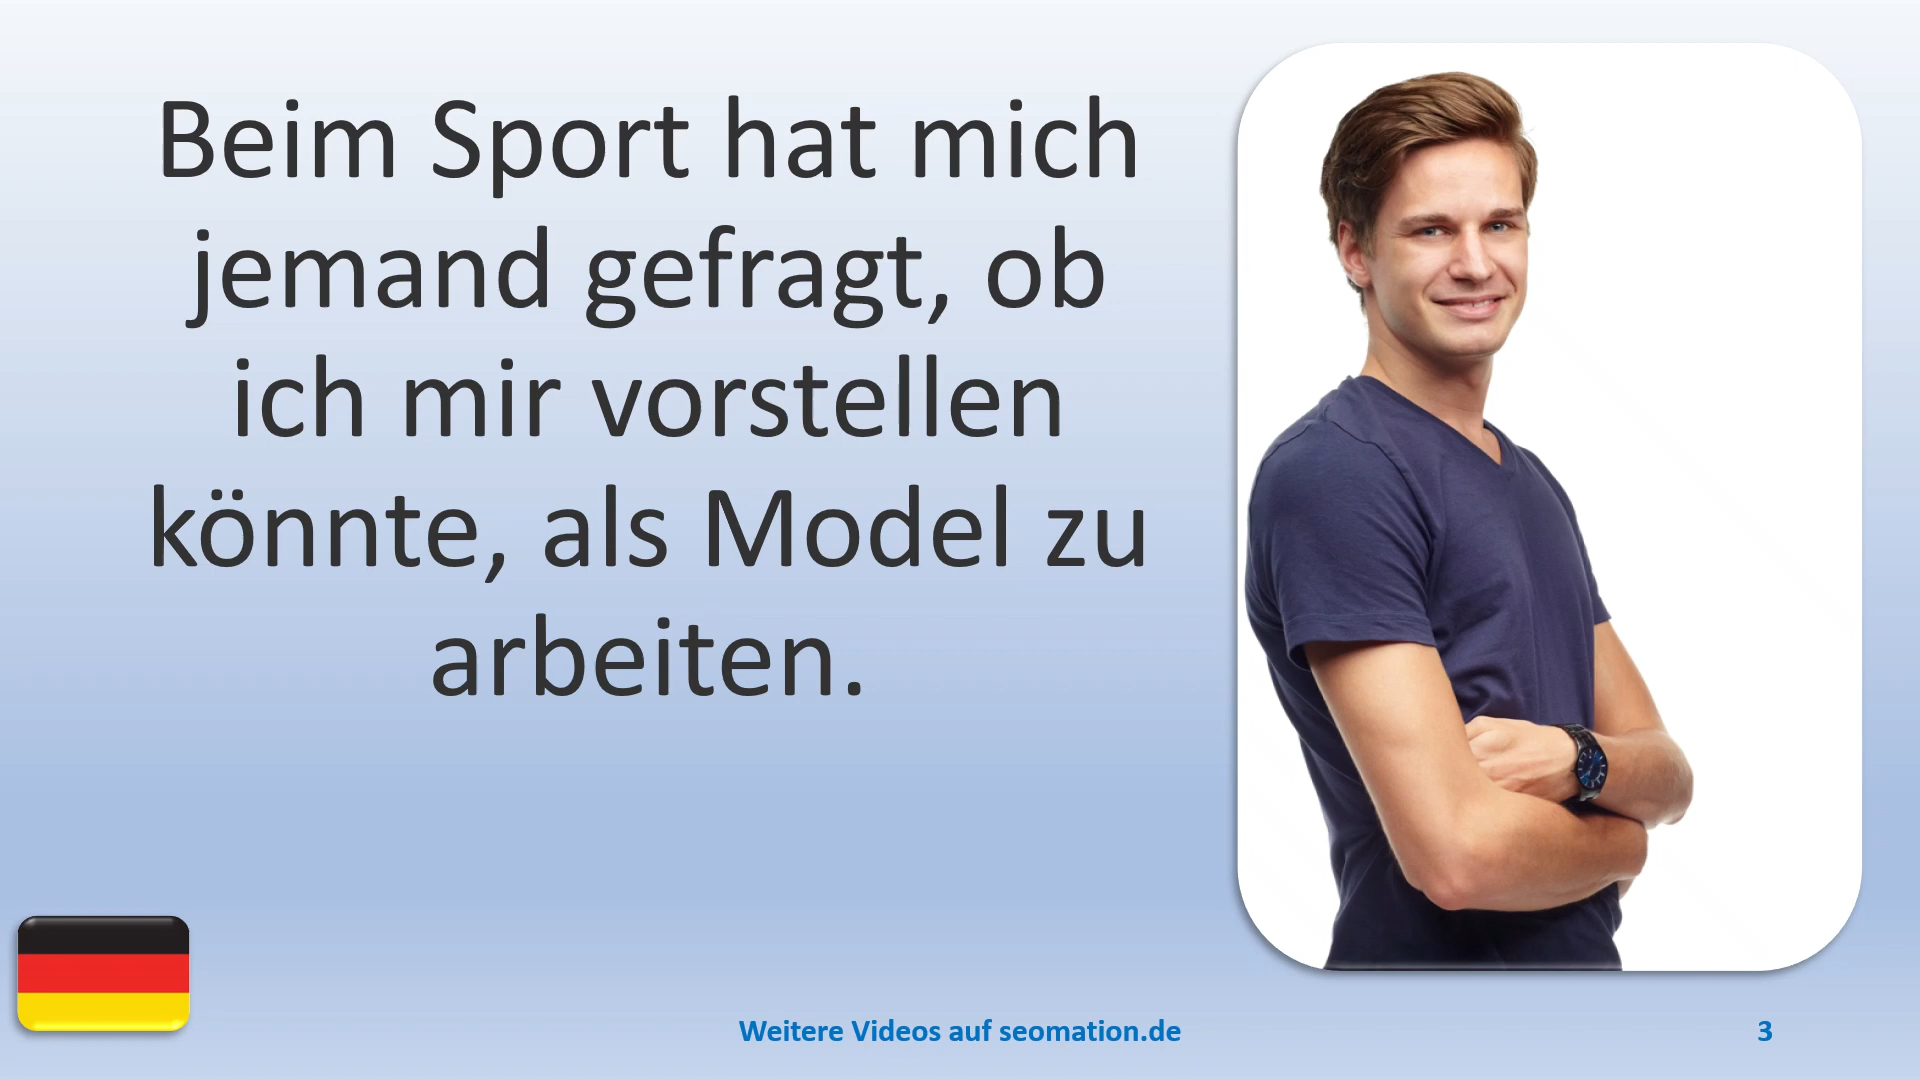 Beim Sport hat mich
jemand gefragt, ob
ich mir vorstellen
könnte, als Model zu
arbeiten.
Weitere Videos auf seomation.de
3